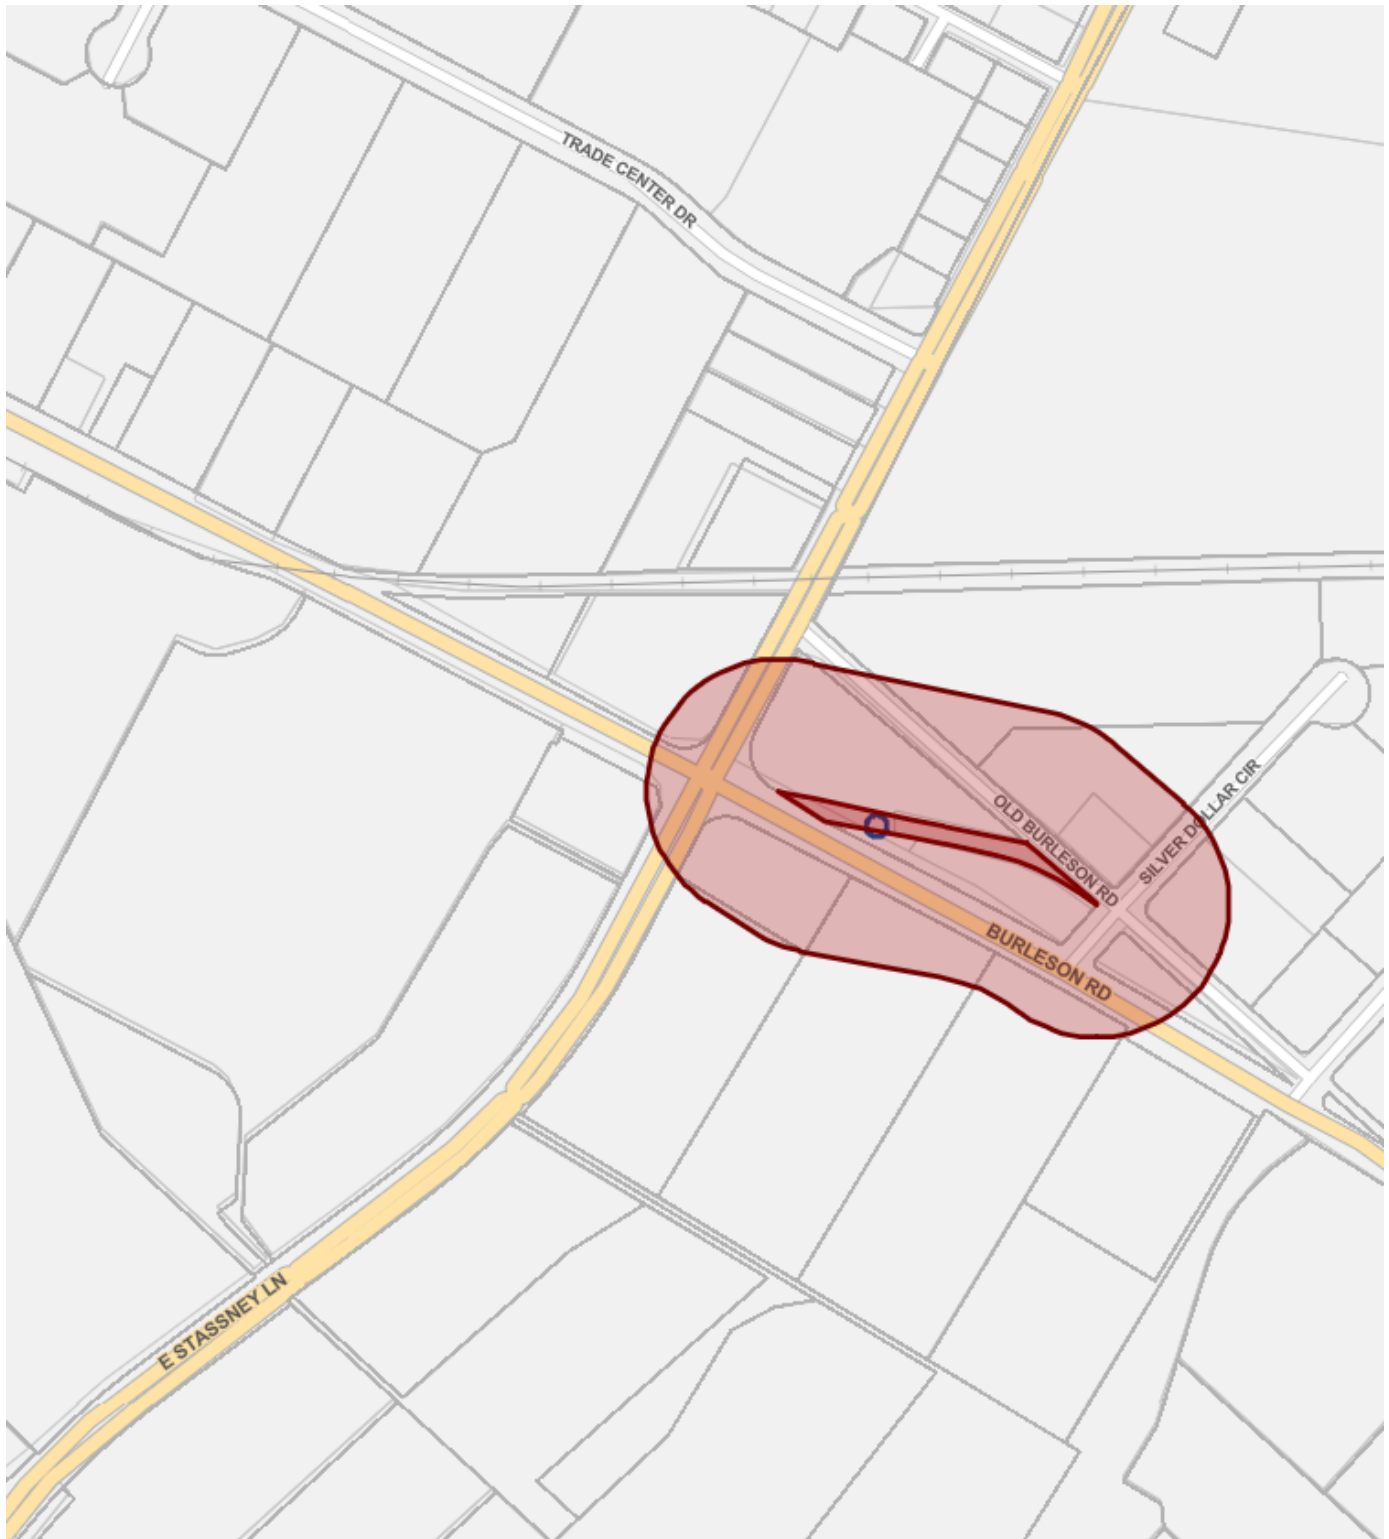 TRADE CENTER DR
OLD BURLESON RD
SILVER DOLLAR CIR
BURLESON RD
E STASSNEY LN